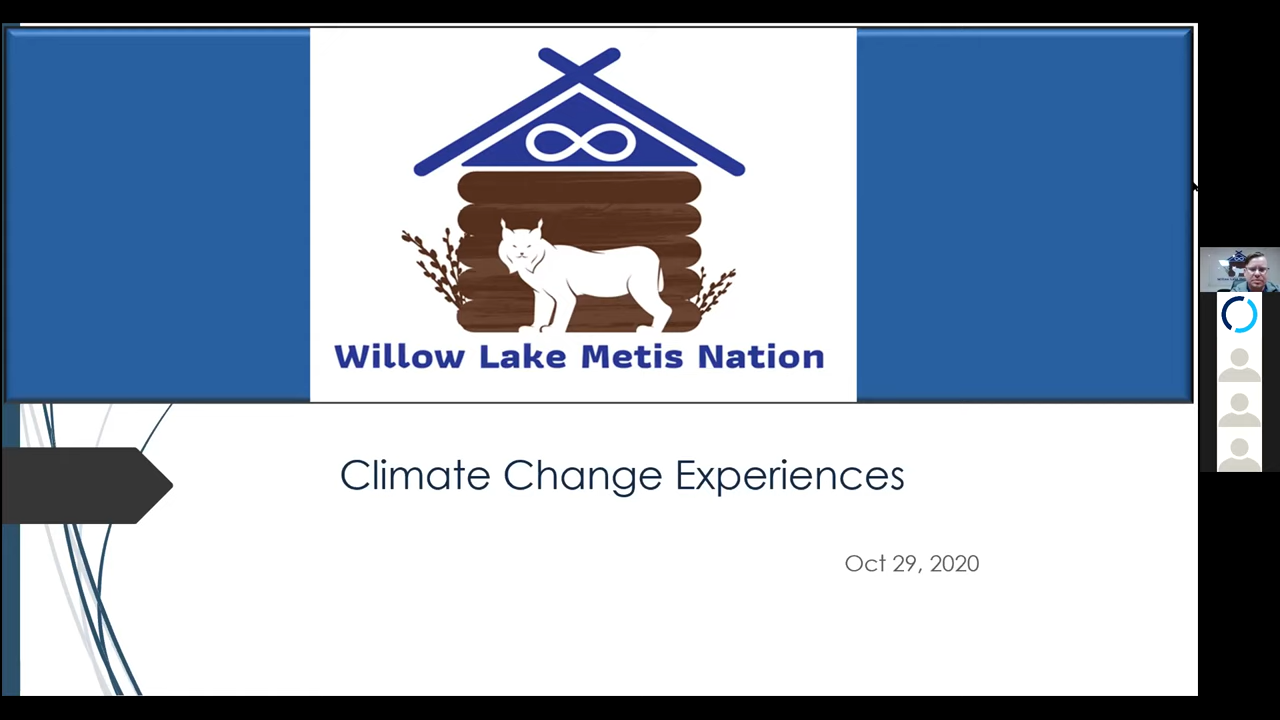 Willow Lake Metis Nation
Climate Change Experiences
Oct 29, 2020